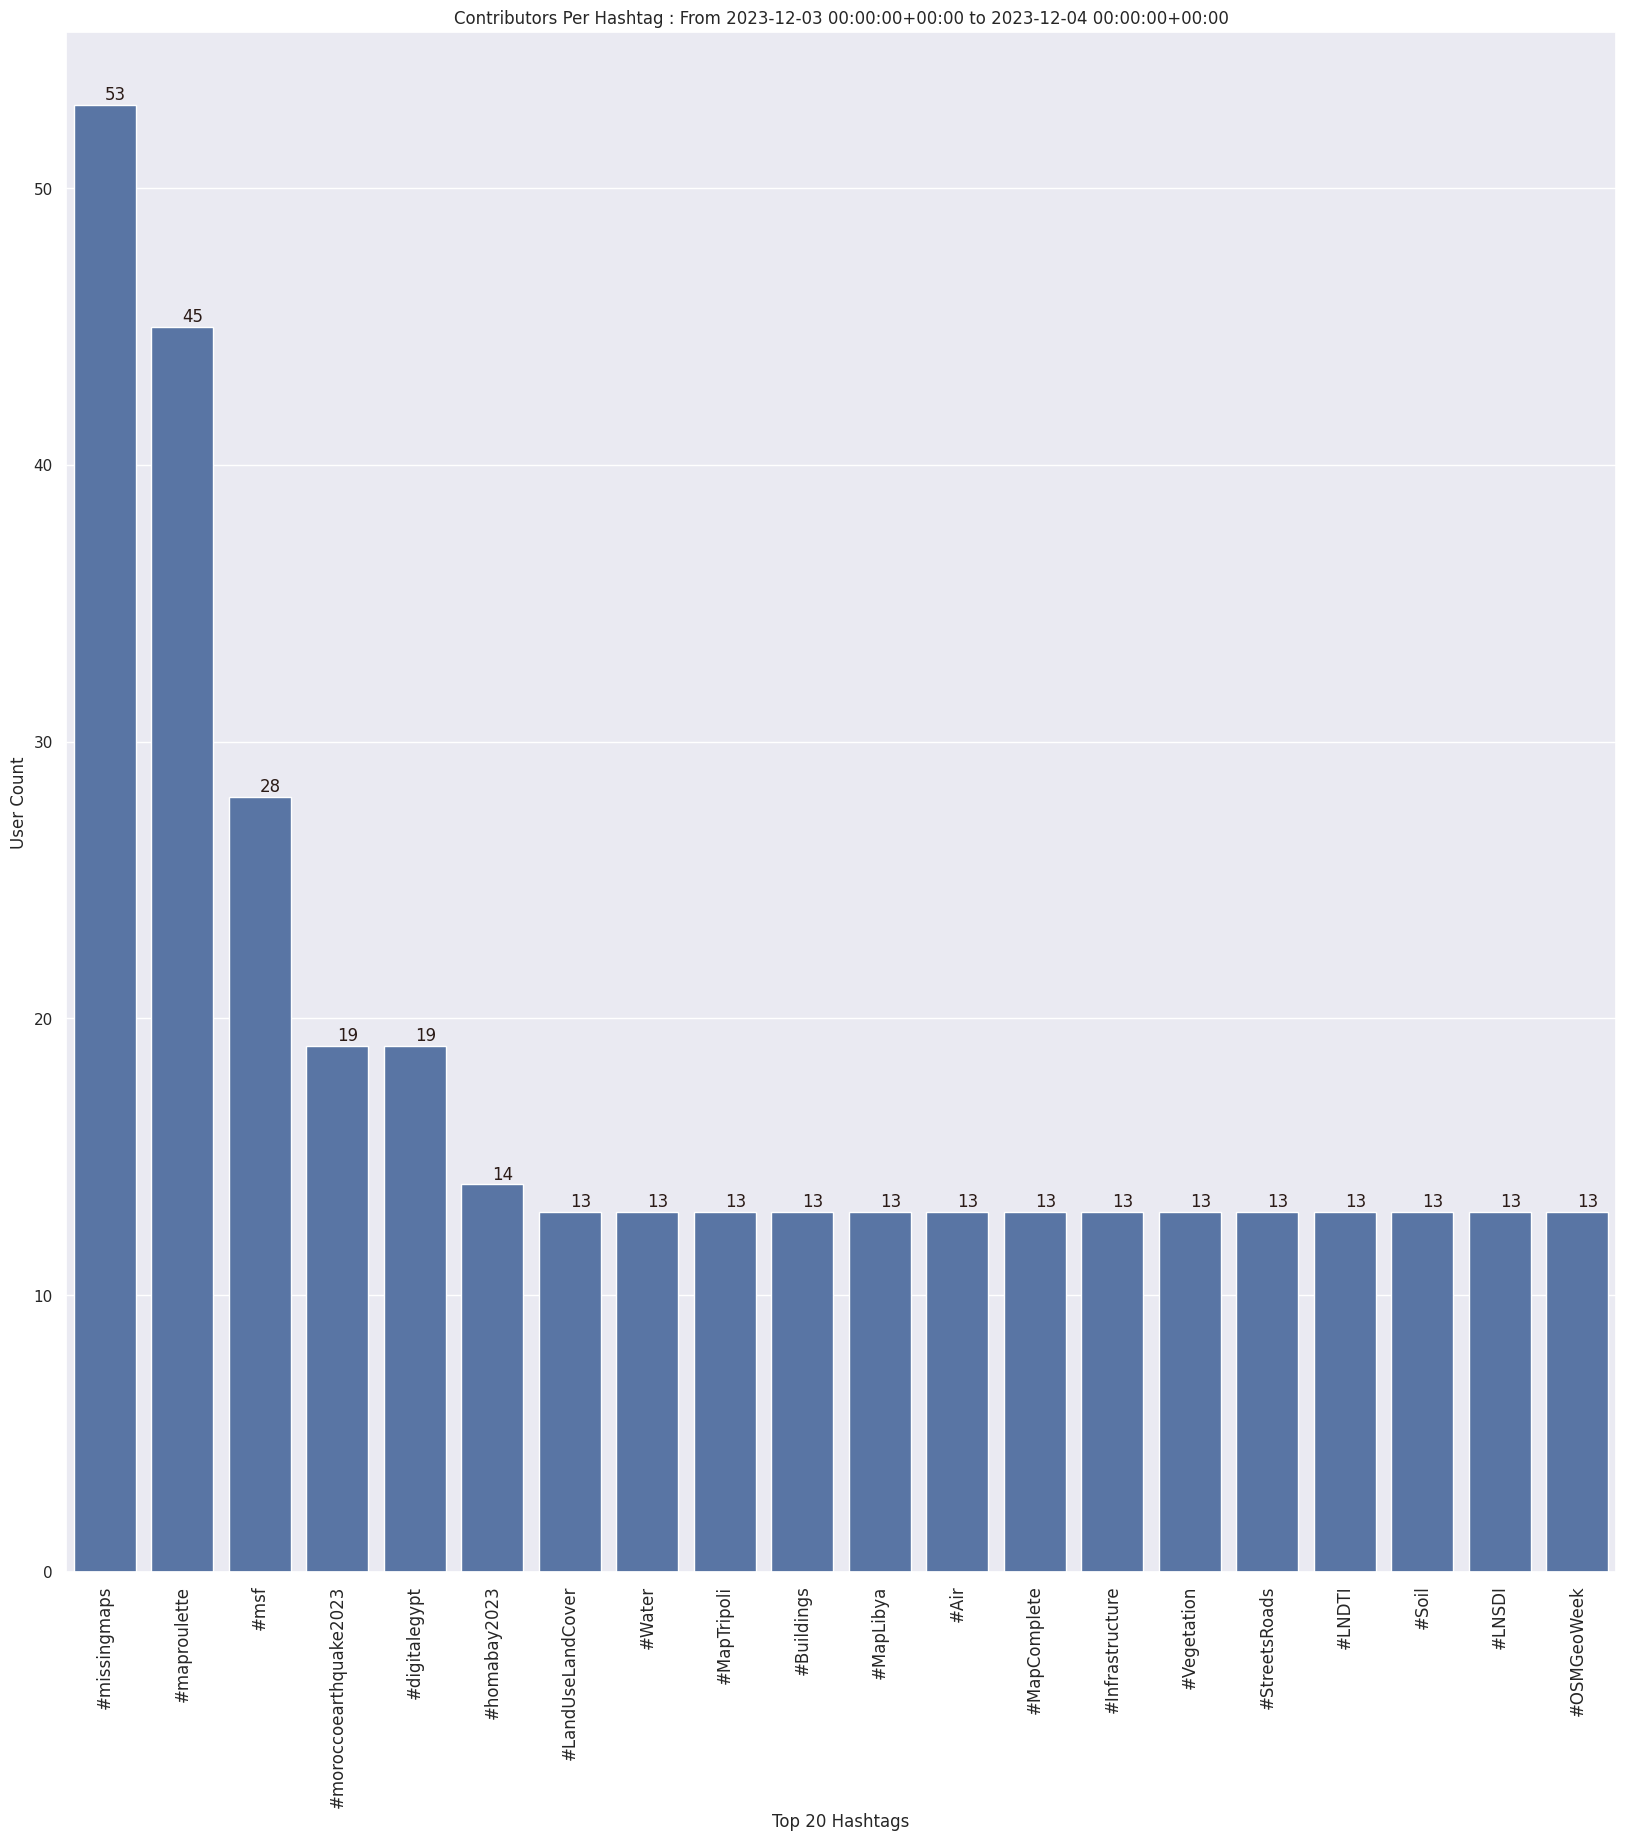 Contributors Per Hashtag : From 2023-12-03 00:00:00+00:00 to 2023-12-04 00:00:00+00:00
User Count
50
40
30
20
10
0
53
45
28
19
19
14
13
13
13
13
13
13
13
13
13
13
13
13
13
13
#missingmaps
#maproulette
#msf
#moroccoearthquake2023
#digitalegypt
#homabay2023
#LandUseLandCover
#Water
#MapTripoli
#Buildings
#MapLibya
#Air
#MapComplete
#Infrastructure
#Vegetation
#StreetsRoads
#LNDTI
#Soil
#LNSDI
#OSMGeoWeek
Top 20 Hashtags